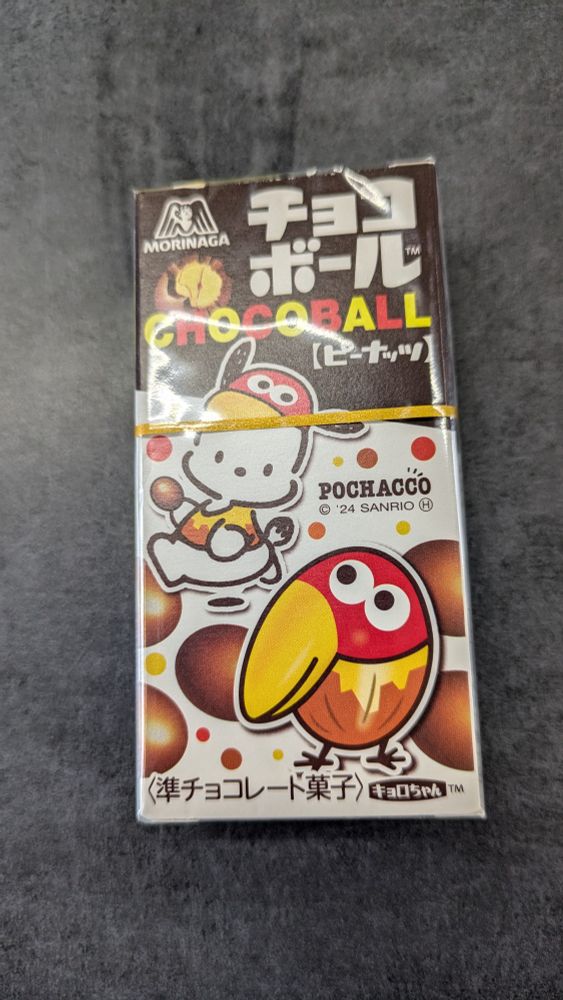 MORINAGA
チョコ
ボール™
CHOCOBALL
【ピーナッツ】
POCHACCO
© '24 SANRIO Ⓗ
〈準チョコレート菓子〉 キョロちゃん™